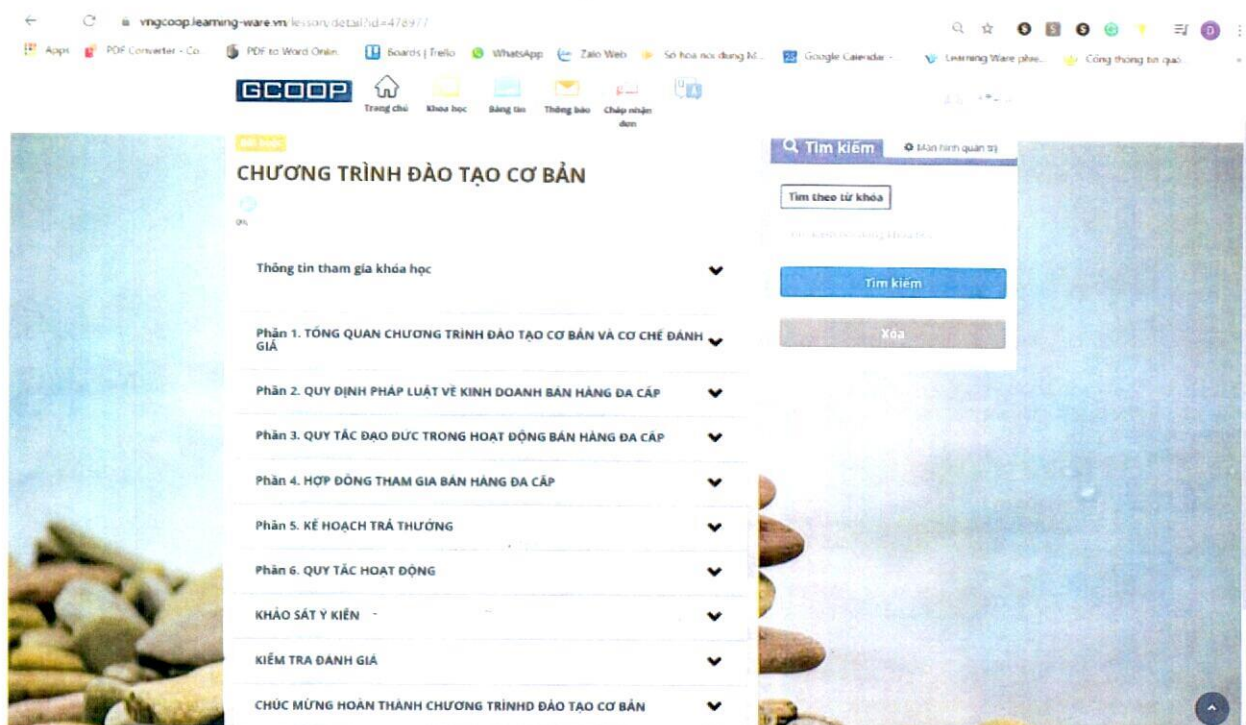 vngcoop.learning-ware.vn/lesson/detail?id=478977
Apps PDF Converter - Co... PDF to Word Onlin... Boards | Trello WhatsApp Zalo Web Số hóa nội dung M... Google Calendar - ... Learning Ware phiê... Cổng thông tin quố...
GCOOP
Trang chủ Khóa học Bảng tin Thông báo Chấp nhận đơn
Bắt buộc
CHƯƠNG TRÌNH ĐÀO TẠO CƠ BẢN
0%
Thông tin tham gia khóa học
Phần 1. TỔNG QUAN CHƯƠNG TRÌNH ĐÀO TẠO CƠ BẢN VÀ CƠ CHẾ ĐÁNH
GIÁ
Phần 2. QUY ĐỊNH PHÁP LUẬT VỀ KINH DOANH BÁN HÀNG ĐA CẤP
Phần 3. QUY TẮC ĐẠO ĐỨC TRONG HOẠT ĐỘNG BÁN HÀNG ĐA CẤP
Phần 4. HỢP ĐỒNG THAM GIA BÁN HÀNG ĐA CẤP
Phần 5. KẾ HOẠCH TRẢ THƯỞNG
Phần 6. QUY TẮC HOẠT ĐỘNG
KHẢO SÁT Ý KIẾN
KIỂM TRA ĐÁNH GIÁ
CHÚC MỪNG HOÀN THÀNH CHƯƠNG TRÌNHD ĐÀO TẠO CƠ BẢN
Tìm kiếm Màn hình quản trị
Tìm theo từ khóa
Tìm kiếm
Xóa